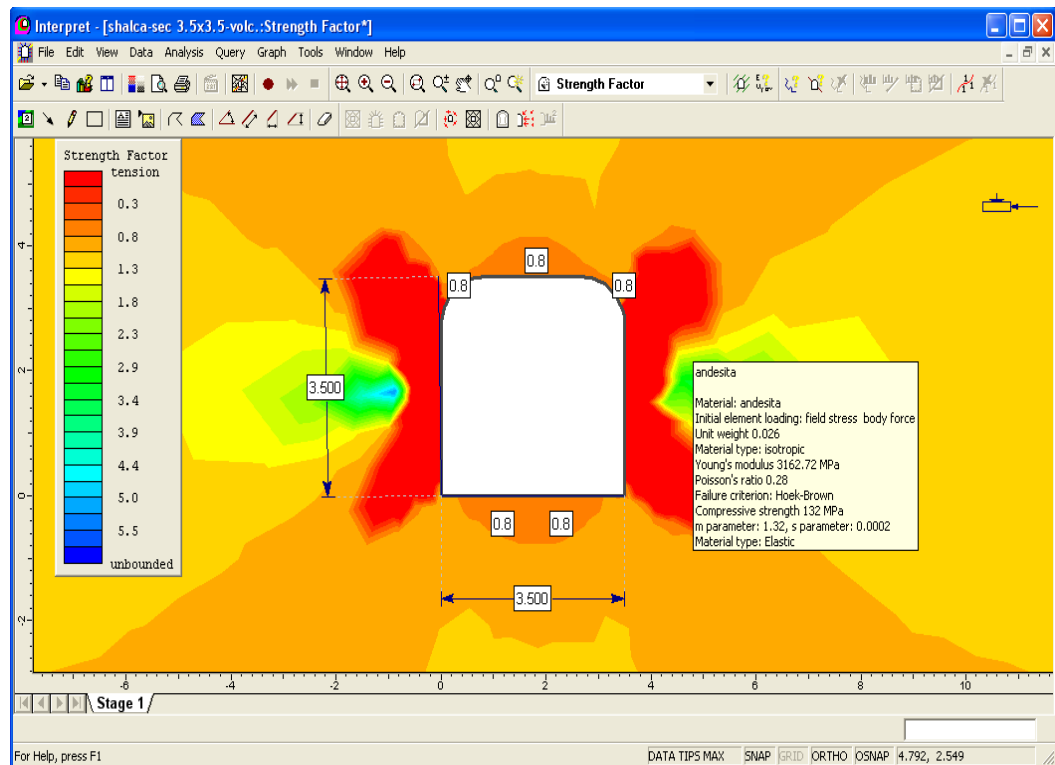 Interpret - [shalca-sec 3.5x3.5-volc.:Strength Factor*]
File Edit View Data Analysis Query Graph Tools Window Help
Strength Factor
Strength Factor
tension
0.3
0.8
1.3
1.8
2.3
2.9
3.4
3.9
4.4
5.0
5.5
unbounded
0.8
0.8
0.8
3.500
0.8
0.8
3.500
andesita
Material: andesita
Initial element loading: field stress body force
Unit weight 0.026
Material type: isotropic
Young's modulus 3162.72 MPa
Poisson's ratio 0.28
Failure criterion: Hoek-Brown
Compressive strength 132 MPa
m parameter: 1.32, s parameter: 0.0002
Material type: Elastic
4
2
0
-2
-6 -4 -2 0 2 4 6 8 10
Stage 1
For Help, press F1
DATA TIPS MAX SNAP GRID ORTHO OSNAP 4.792, 2.549